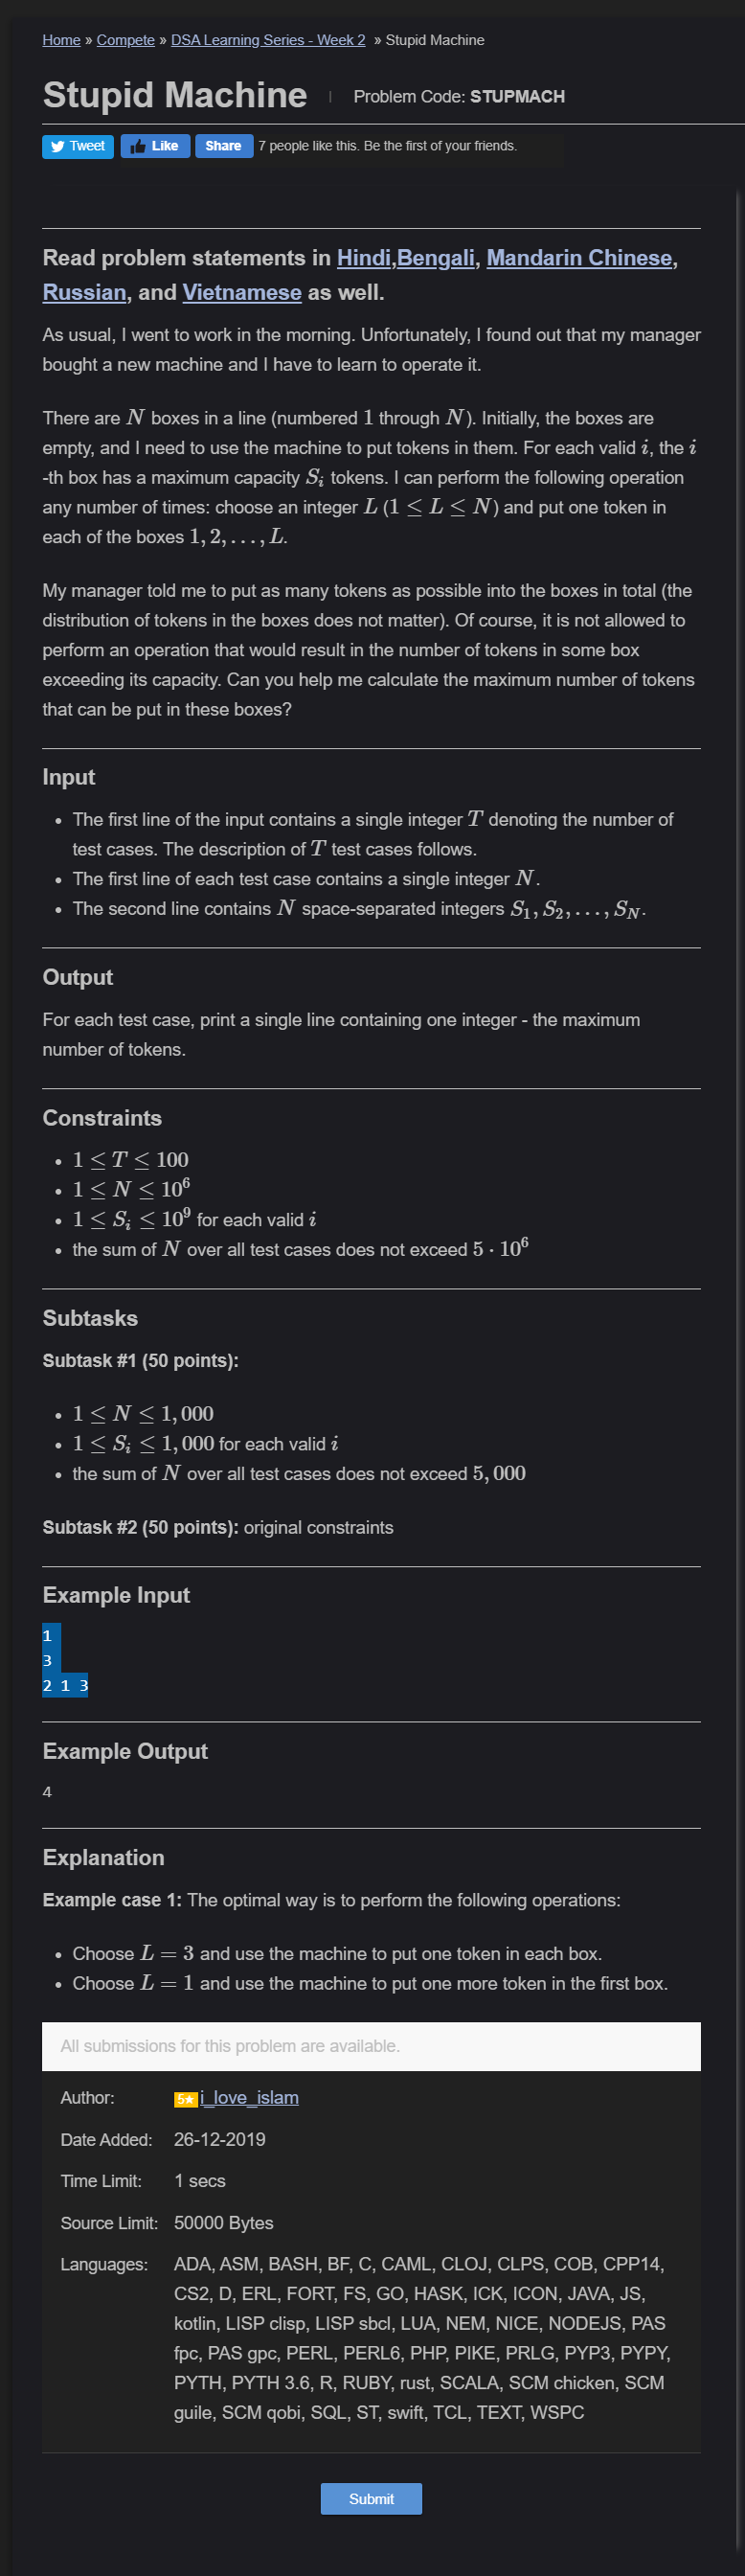 Home » Compete » DSA Learning Series - Week 2 » Stupid Machine
Stupid Machine | Problem Code: STUPMACH
Tweet Like Share 7 people like this. Be the first of your friends.
Read problem statements in Hindi,Bengali, Mandarin Chinese,
Russian, and Vietnamese as well.
As usual, I went to work in the morning. Unfortunately, I found out that my manager
bought a new machine and I have to learn to operate it.
There are N boxes in a line (numbered 1 through N). Initially, the boxes are
empty, and I need to use the machine to put tokens in them. For each valid i, the i
-th box has a maximum capacity S_i tokens. I can perform the following operation
any number of times: choose an integer L (1 ≤ L ≤ N) and put one token in
each of the boxes 1, 2, …, L.
My manager told me to put as many tokens as possible into the boxes in total (the
distribution of tokens in the boxes does not matter). Of course, it is not allowed to
perform an operation that would result in the number of tokens in some box
exceeding its capacity. Can you help me calculate the maximum number of tokens
that can be put in these boxes?
Input
• The first line of the input contains a single integer T denoting the number of
test cases. The description of T test cases follows.
• The first line of each test case contains a single integer N.
• The second line contains N space-separated integers S_1, S_2, …, S_N.
Output
For each test case, print a single line containing one integer - the maximum
number of tokens.
Constraints
• 1 ≤ T ≤ 100
• 1 ≤ N ≤ 10^6
• 1 ≤ S_i ≤ 10^9 for each valid i
• the sum of N over all test cases does not exceed 5 · 10^6
Subtasks
Subtask #1 (50 points):
• 1 ≤ N ≤ 1,000
• 1 ≤ S_i ≤ 1,000 for each valid i
• the sum of N over all test cases does not exceed 5,000
Subtask #2 (50 points): original constraints
Example Input
1
3
2 1 3
Example Output
4
Explanation
Example case 1: The optimal way is to perform the following operations:
• Choose L = 3 and use the machine to put one token in each box.
• Choose L = 1 and use the machine to put one more token in the first box.
All submissions for this problem are available.
Author: 5★ i_love_islam
Date Added: 26-12-2019
Time Limit: 1 secs
Source Limit: 50000 Bytes
Languages: ADA, ASM, BASH, BF, C, CAML, CLOJ, CLPS, COB, CPP14,
CS2, D, ERL, FORT, FS, GO, HASK, ICK, ICON, JAVA, JS,
kotlin, LISP clisp, LISP sbcl, LUA, NEM, NICE, NODEJS, PAS
fpc, PAS gpc, PERL, PERL6, PHP, PIKE, PRLG, PYP3, PYPY,
PYTH, PYTH 3.6, R, RUBY, rust, SCALA, SCM chicken, SCM
guile, SCM qobi, SQL, ST, swift, TCL, TEXT, WSPC
Submit